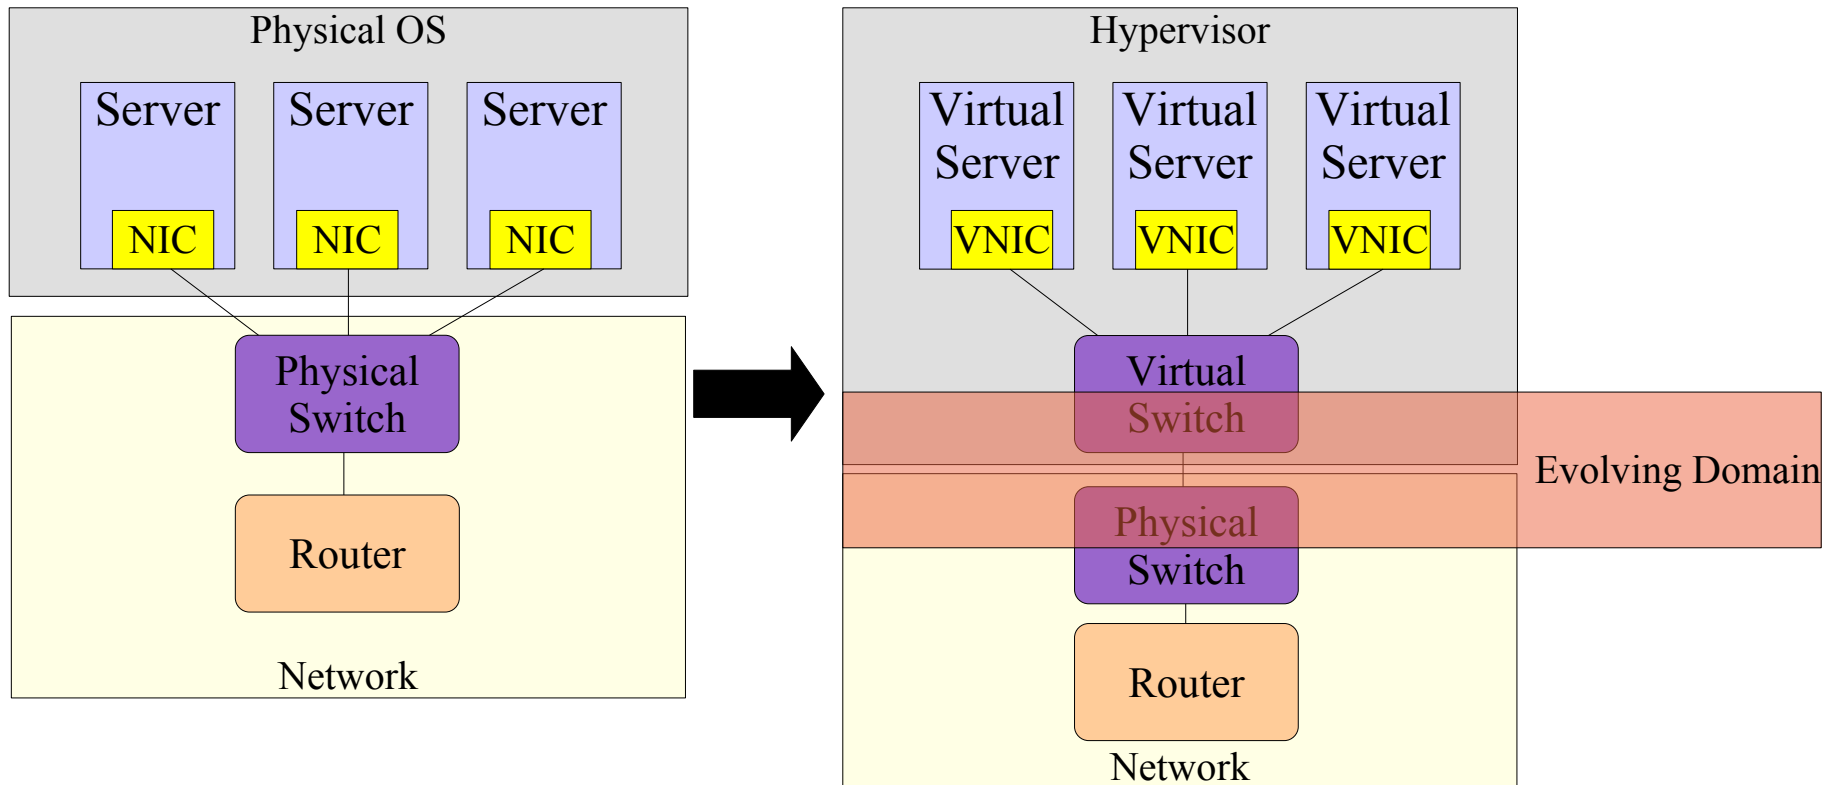 Physical OS
Server
Server
Server
NIC
NIC
NIC
Physical
Switch
Router
Network
Hypervisor
Virtual
Server
Virtual
Server
Virtual
Server
VNIC
VNIC
VNIC
Virtual
Switch
Evolving Domain
Physical
Switch
Router
Network